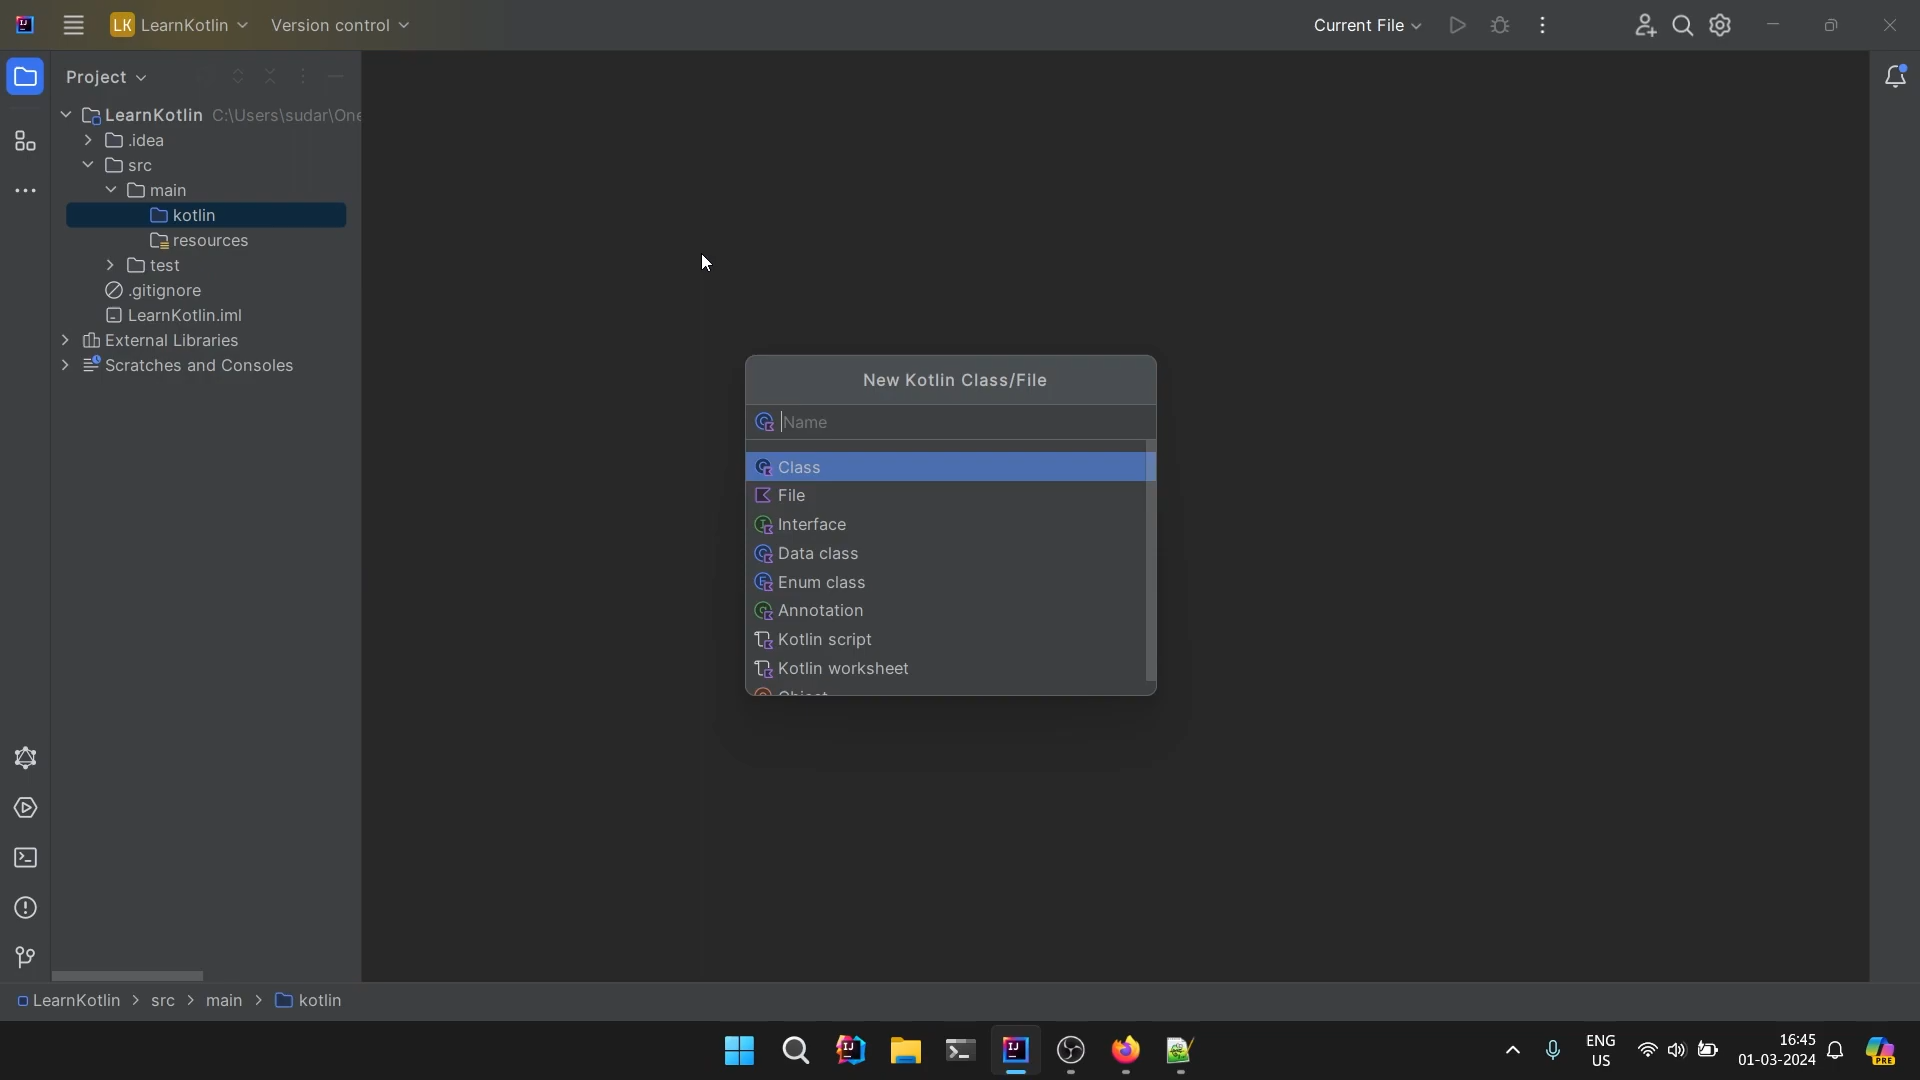 LK LearnKotlin
Version control
Current File
Project
LearnKotlin C:\Users\sudar\One
.idea
src
main
kotlin
resources
test
.gitignore
LearnKotlin.iml
External Libraries
Scratches and Consoles
New Kotlin Class/File
Name
Class
File
Interface
Data class
Enum class
Annotation
Kotlin script
Kotlin worksheet
Object
LearnKotlin > src > main > kotlin
ENG
US
16:45
01-03-2024
PRE